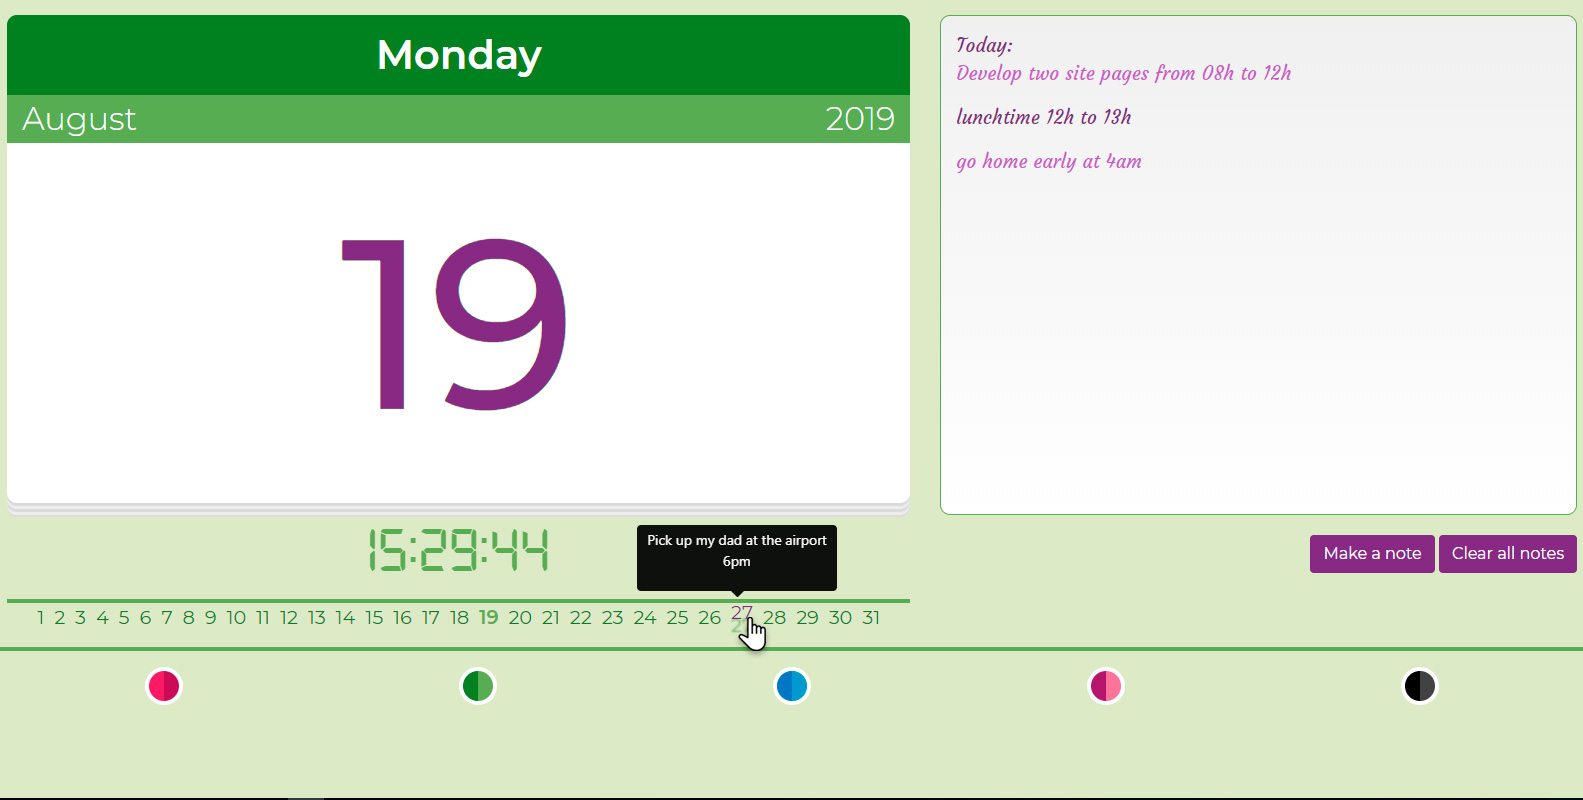 Monday
August 2019
19
Today:
Develop two site pages from 08h to 12h
lunchtime 12h to 13h
go home early at 4am
15:29:44
Pick up my dad at the airport
6pm
Make a note Clear all notes
1 2 3 4 5 6 7 8 9 10 11 12 13 14 15 16 17 18 19 20 21 22 23 24 25 26 27 28 29 30 31